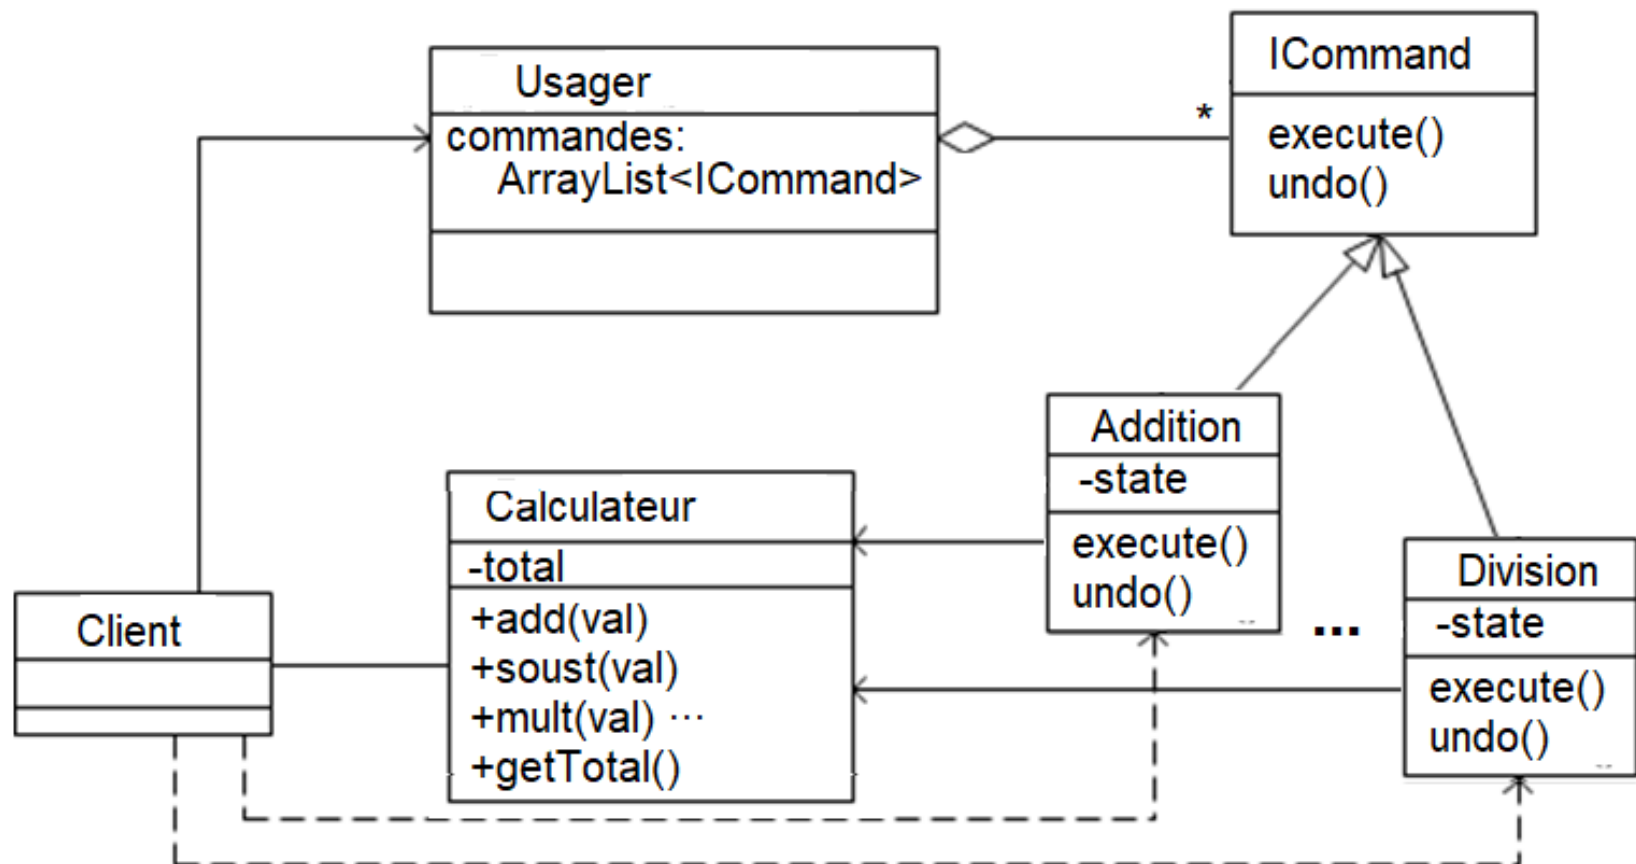 Usager
commandes:
ArrayList<ICommand>
*
ICommand
execute()
undo()
Addition
-state
execute()
undo()
...
Division
-state
execute()
undo()
Calculateur
-total
+add(val)
+soust(val)
+mult(val) ...
+getTotal()
Client